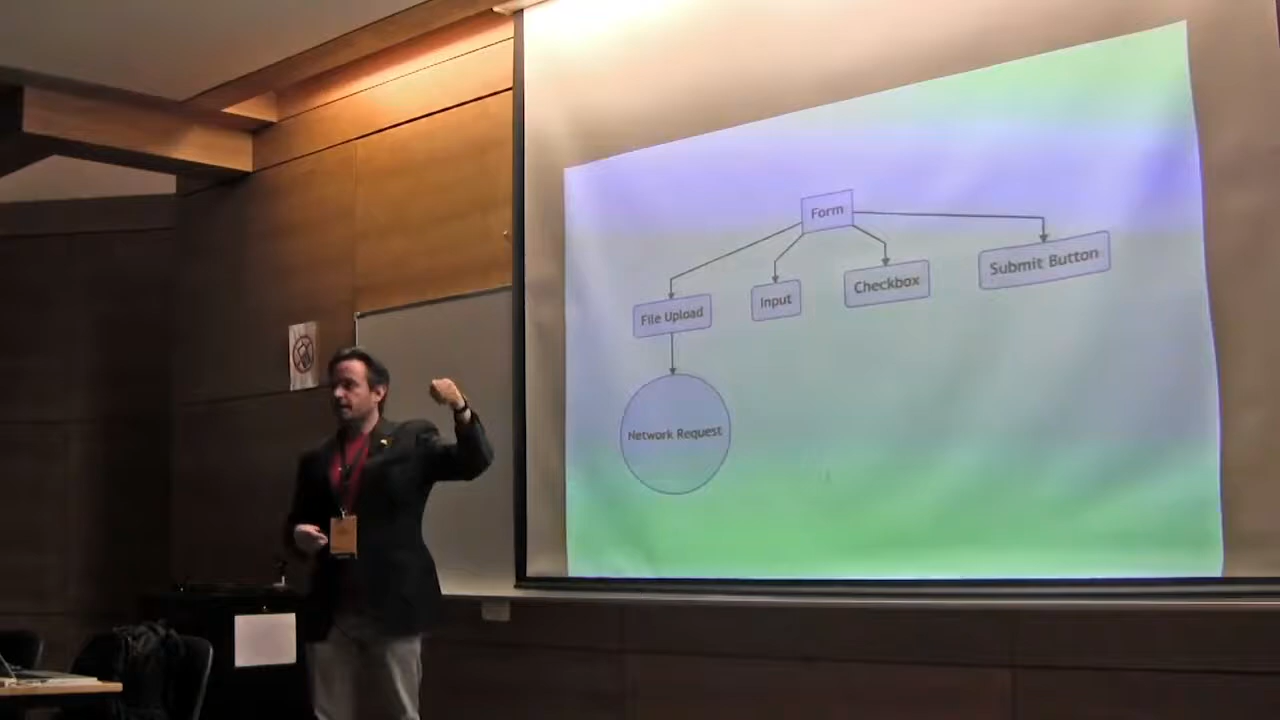 Form
File Upload
Input
Checkbox
Submit Button
Network Request